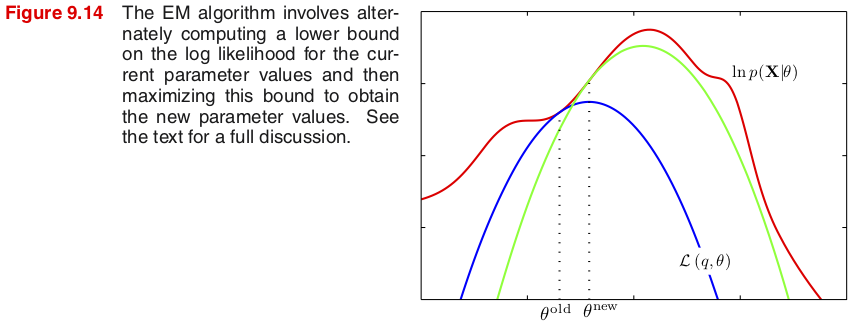 Figure 9.14 The EM algorithm involves alter-
nately computing a lower bound
on the log likelihood for the cur-
rent parameter values and then
maximizing this bound to obtain
the new parameter values. See
the text for a full discussion.
ln p(X|θ)
ℒ (q, θ)
θ^old θ^new